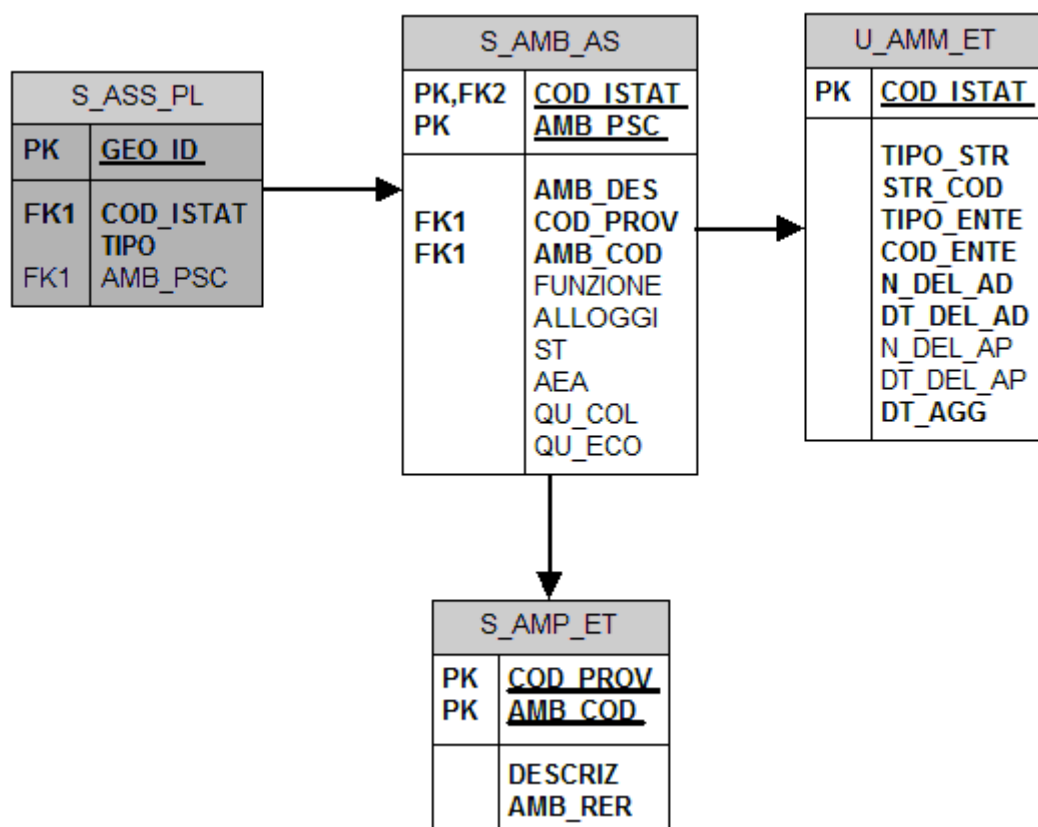 S_ASS_PL
PK GEO_ID
FK1 COD_ISTAT
TIPO
FK1 AMB_PSC
S_AMB_AS
PK,FK2 COD_ISTAT
PK AMB_PSC
AMB_DES
FK1 COD_PROV
FK1 AMB_COD
FUNZIONE
ALLOGGI
ST
AEA
QU_COL
QU_ECO
U_AMM_ET
PK COD_ISTAT
TIPO_STR
STR_COD
TIPO_ENTE
COD_ENTE
N_DEL_AD
DT_DEL_AD
N_DEL_AP
DT_DEL_AP
DT_AGG
S_AMP_ET
PK COD_PROV
PK AMB_COD
DESCRIZ
AMB_RER